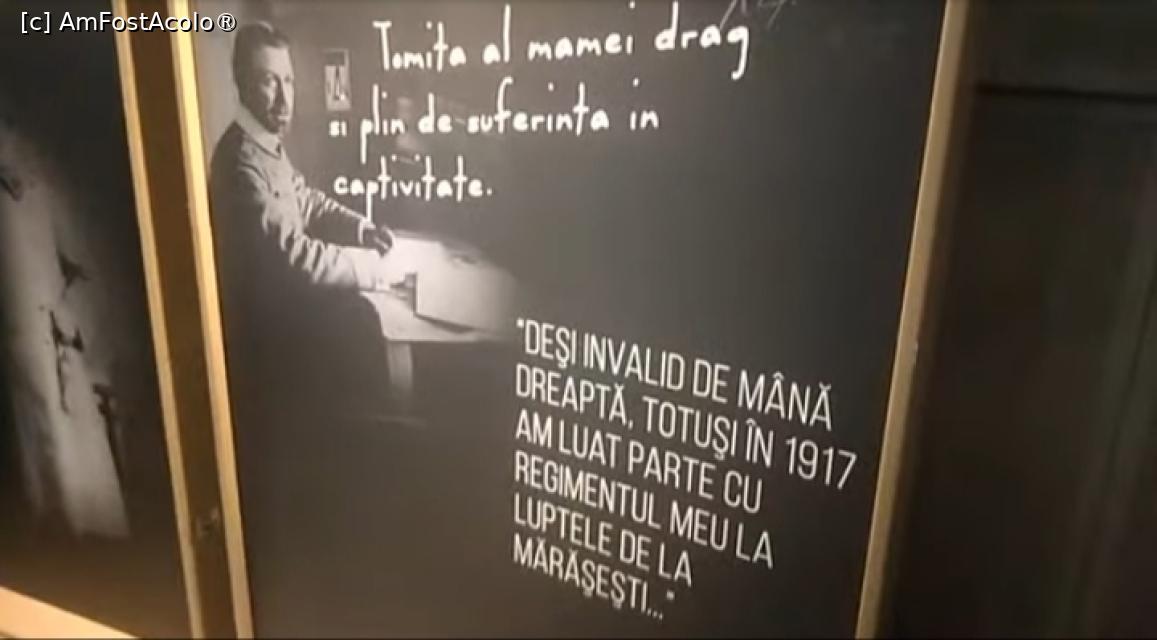 [c] AmFostAcolo®
Tomita al mamei drag
si plin de suferinta in
captivitate.
"DEŞI INVALID DE MÂNĂ
DREAPTĂ, TOTUŞI ÎN 1917
AM LUAT PARTE CU
REGIMENTUL MEU LA
LUPTELE DE LA
MĂRĂŞEŞTI..."